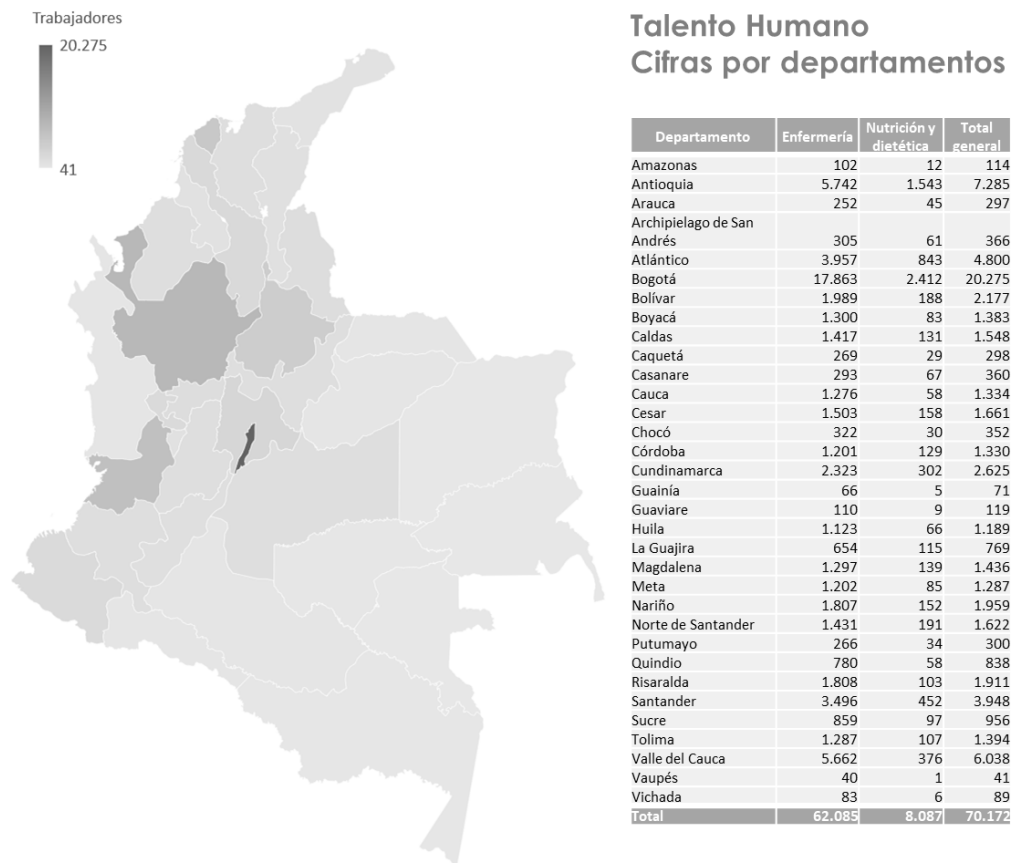 Trabajadores
20.275
41
Talento Humano
Cifras por departamentos
Departamento Enfermería Nutrición y dietética Total general
Amazonas 102 12 114
Antioquia 5.742 1.543 7.285
Arauca 252 45 297
Archipielago de San
Andrés 305 61 366
Atlántico 3.957 843 4.800
Bogotá 17.863 2.412 20.275
Bolívar 1.989 188 2.177
Boyacá 1.300 83 1.383
Caldas 1.417 131 1.548
Caquetá 269 29 298
Casanare 293 67 360
Cauca 1.276 58 1.334
Cesar 1.503 158 1.661
Chocó 322 30 352
Córdoba 1.201 129 1.330
Cundinamarca 2.323 302 2.625
Guainía 66 5 71
Guaviare 110 9 119
Huila 1.123 66 1.189
La Guajira 654 115 769
Magdalena 1.297 139 1.436
Meta 1.202 85 1.287
Nariño 1.807 152 1.959
Norte de Santander 1.431 191 1.622
Putumayo 266 34 300
Quindio 780 58 838
Risaralda 1.808 103 1.911
Santander 3.496 452 3.948
Sucre 859 97 956
Tolima 1.287 107 1.394
Valle del Cauca 5.662 376 6.038
Vaupés 40 1 41
Vichada 83 6 89
Total 62.085 8.087 70.172